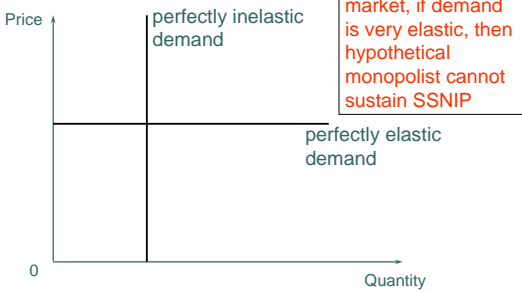 Price
perfectly inelastic
demand
market, if demand
is very elastic, then
hypothetical
monopolist cannot
sustain SSNIP
perfectly elastic
demand
0
Quantity